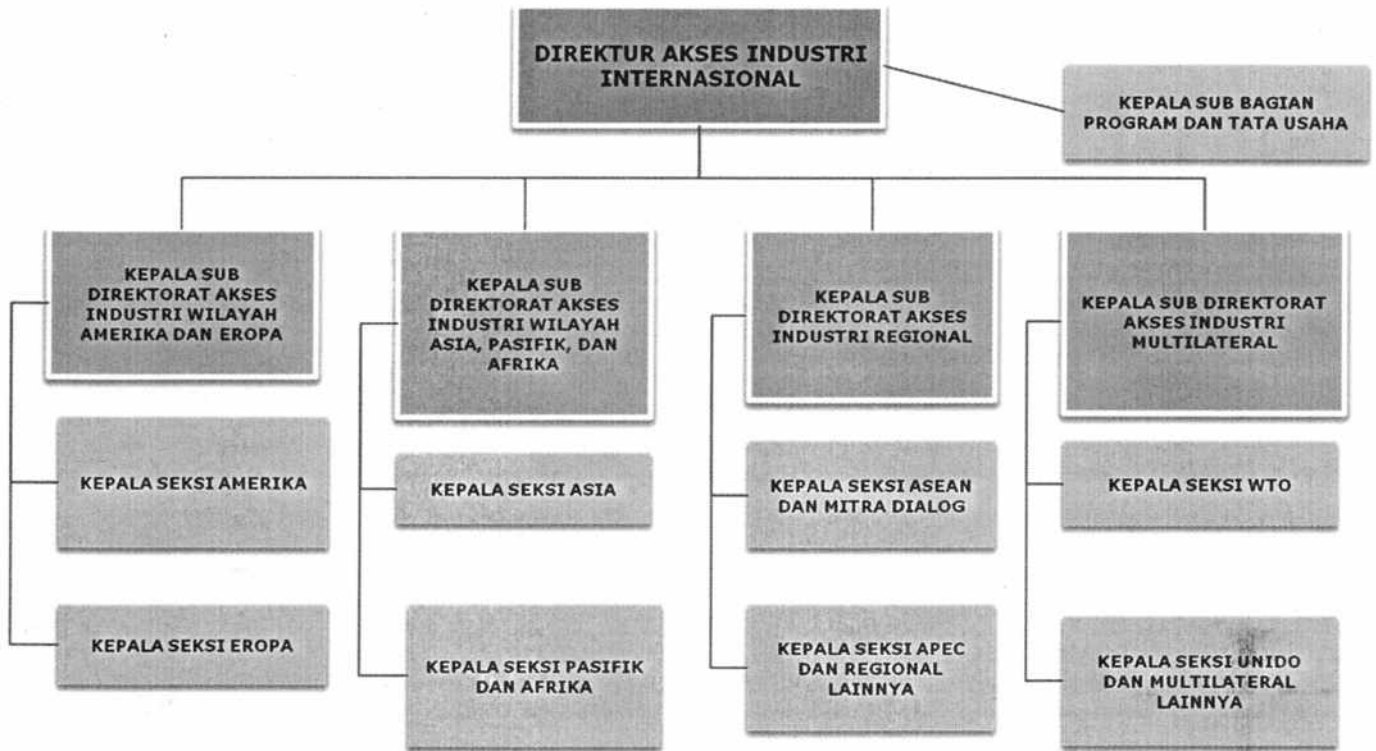 DIREKTUR AKSES INDUSTRI
INTERNASIONAL
KEPALA SUB BAGIAN
PROGRAM DAN TATA USAHA
KEPALA SUB
DIREKTORAT AKSES
INDUSTRI WILAYAH
AMERIKA DAN EROPA
KEPALA SEKSI AMERIKA
KEPALA SEKSI EROPA
KEPALA SUB
DIREKTORAT AKSES
INDUSTRI WILAYAH
ASIA, PASIFIK, DAN
AFRIKA
KEPALA SEKSI ASIA
KEPALA SEKSI PASIFIK
DAN AFRIKA
KEPALA SUB
DIREKTORAT AKSES
INDUSTRI REGIONAL
KEPALA SEKSI ASEAN
DAN MITRA DIALOG
KEPALA SEKSI APEC
DAN REGIONAL
LAINNYA
KEPALA SUB DIREKTORAT
AKSES INDUSTRI
MULTILATERAL
KEPALA SEKSI WTO
KEPALA SEKSI UNIDO
DAN MULTILATERAL
LAINNYA